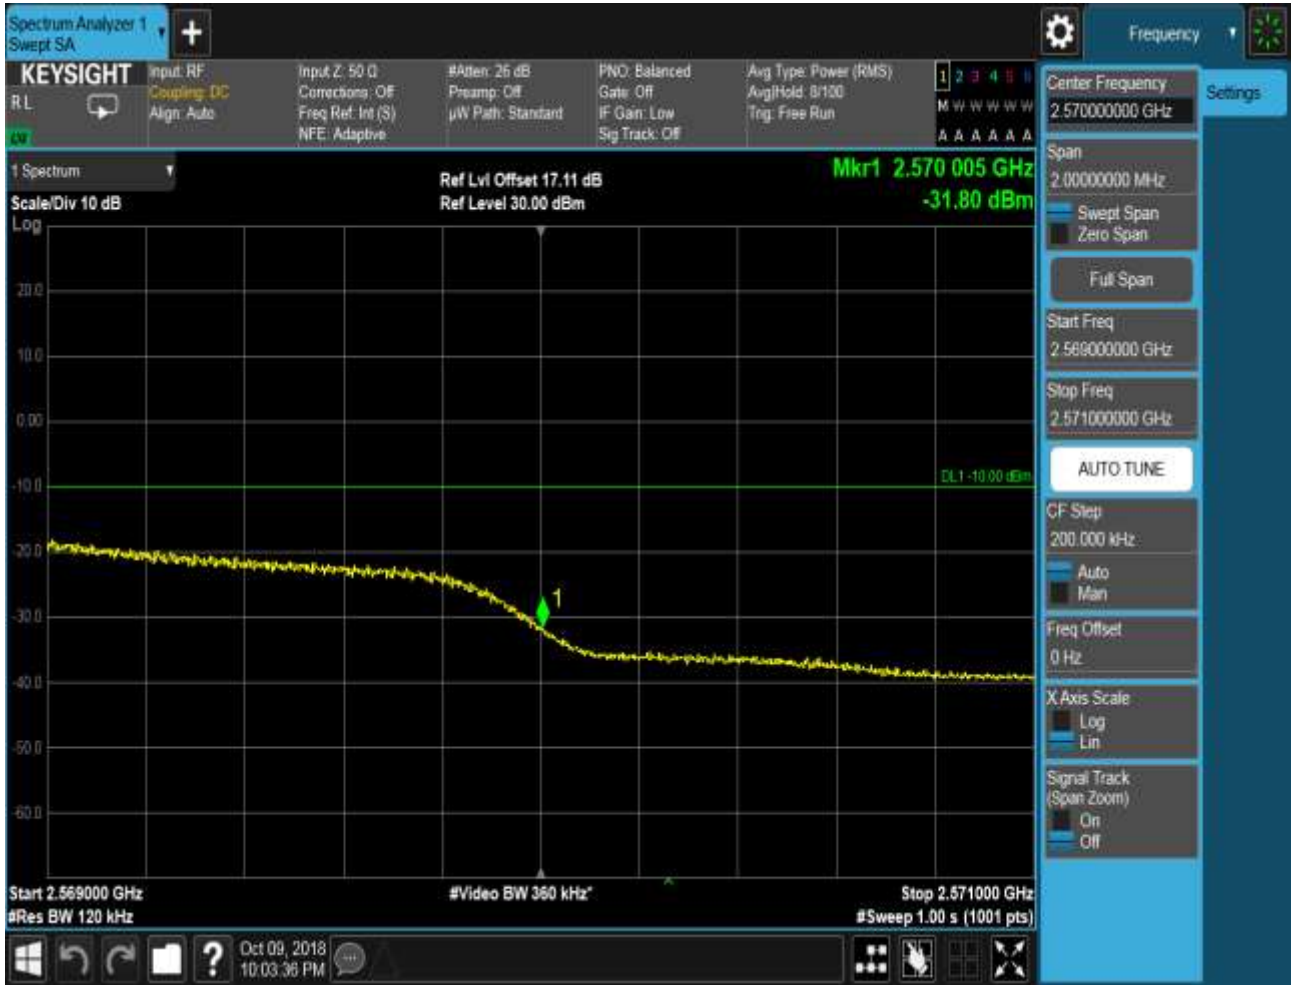 Spectrum Analyzer 1
Swept SA
Frequency
KEYSIGHT
R L
Input: RF
Coupling: DC
Align: Auto
Input Z: 50 Ω
Corrections: Off
Freq Ref: Int (S)
NFE: Adaptive
#Atten: 26 dB
Preamp: Off
µW Path: Standard
PNO: Balanced
Gate: Off
IF Gain: Low
Sig Track: Off
Avg Type: Power (RMS)
Avg|Hold: 8/100
Trig: Free Run
1 2 3 4 5 6
M W W W W W
A A A A A A
Center Frequency
2.570000000 GHz
Settings
Span
2.00000000 MHz
Swept Span
Zero Span
Full Span
Start Freq
2.569000000 GHz
Stop Freq
2.571000000 GHz
AUTO TUNE
CF Step
200.000 kHz
Auto
Man
Freq Offset
0 Hz
X Axis Scale
Log
Lin
Signal Track
(Span Zoom)
On
Off
1 Spectrum
Scale/Div 10 dB
Log
Ref Lvl Offset 17.11 dB
Ref Level 30.00 dBm
Mkr1 2.570 005 GHz
-31.80 dBm
20.0
10.0
0.00
-10.0
-20.0
-30.0
-40.0
-50.0
-60.0
DL1 -10.00 dBm
1
Start 2.569000 GHz
#Res BW 120 kHz
#Video BW 360 kHz*
Stop 2.571000 GHz
#Sweep 1.00 s (1001 pts)
?
Oct 09, 2018
10:03:36 PM